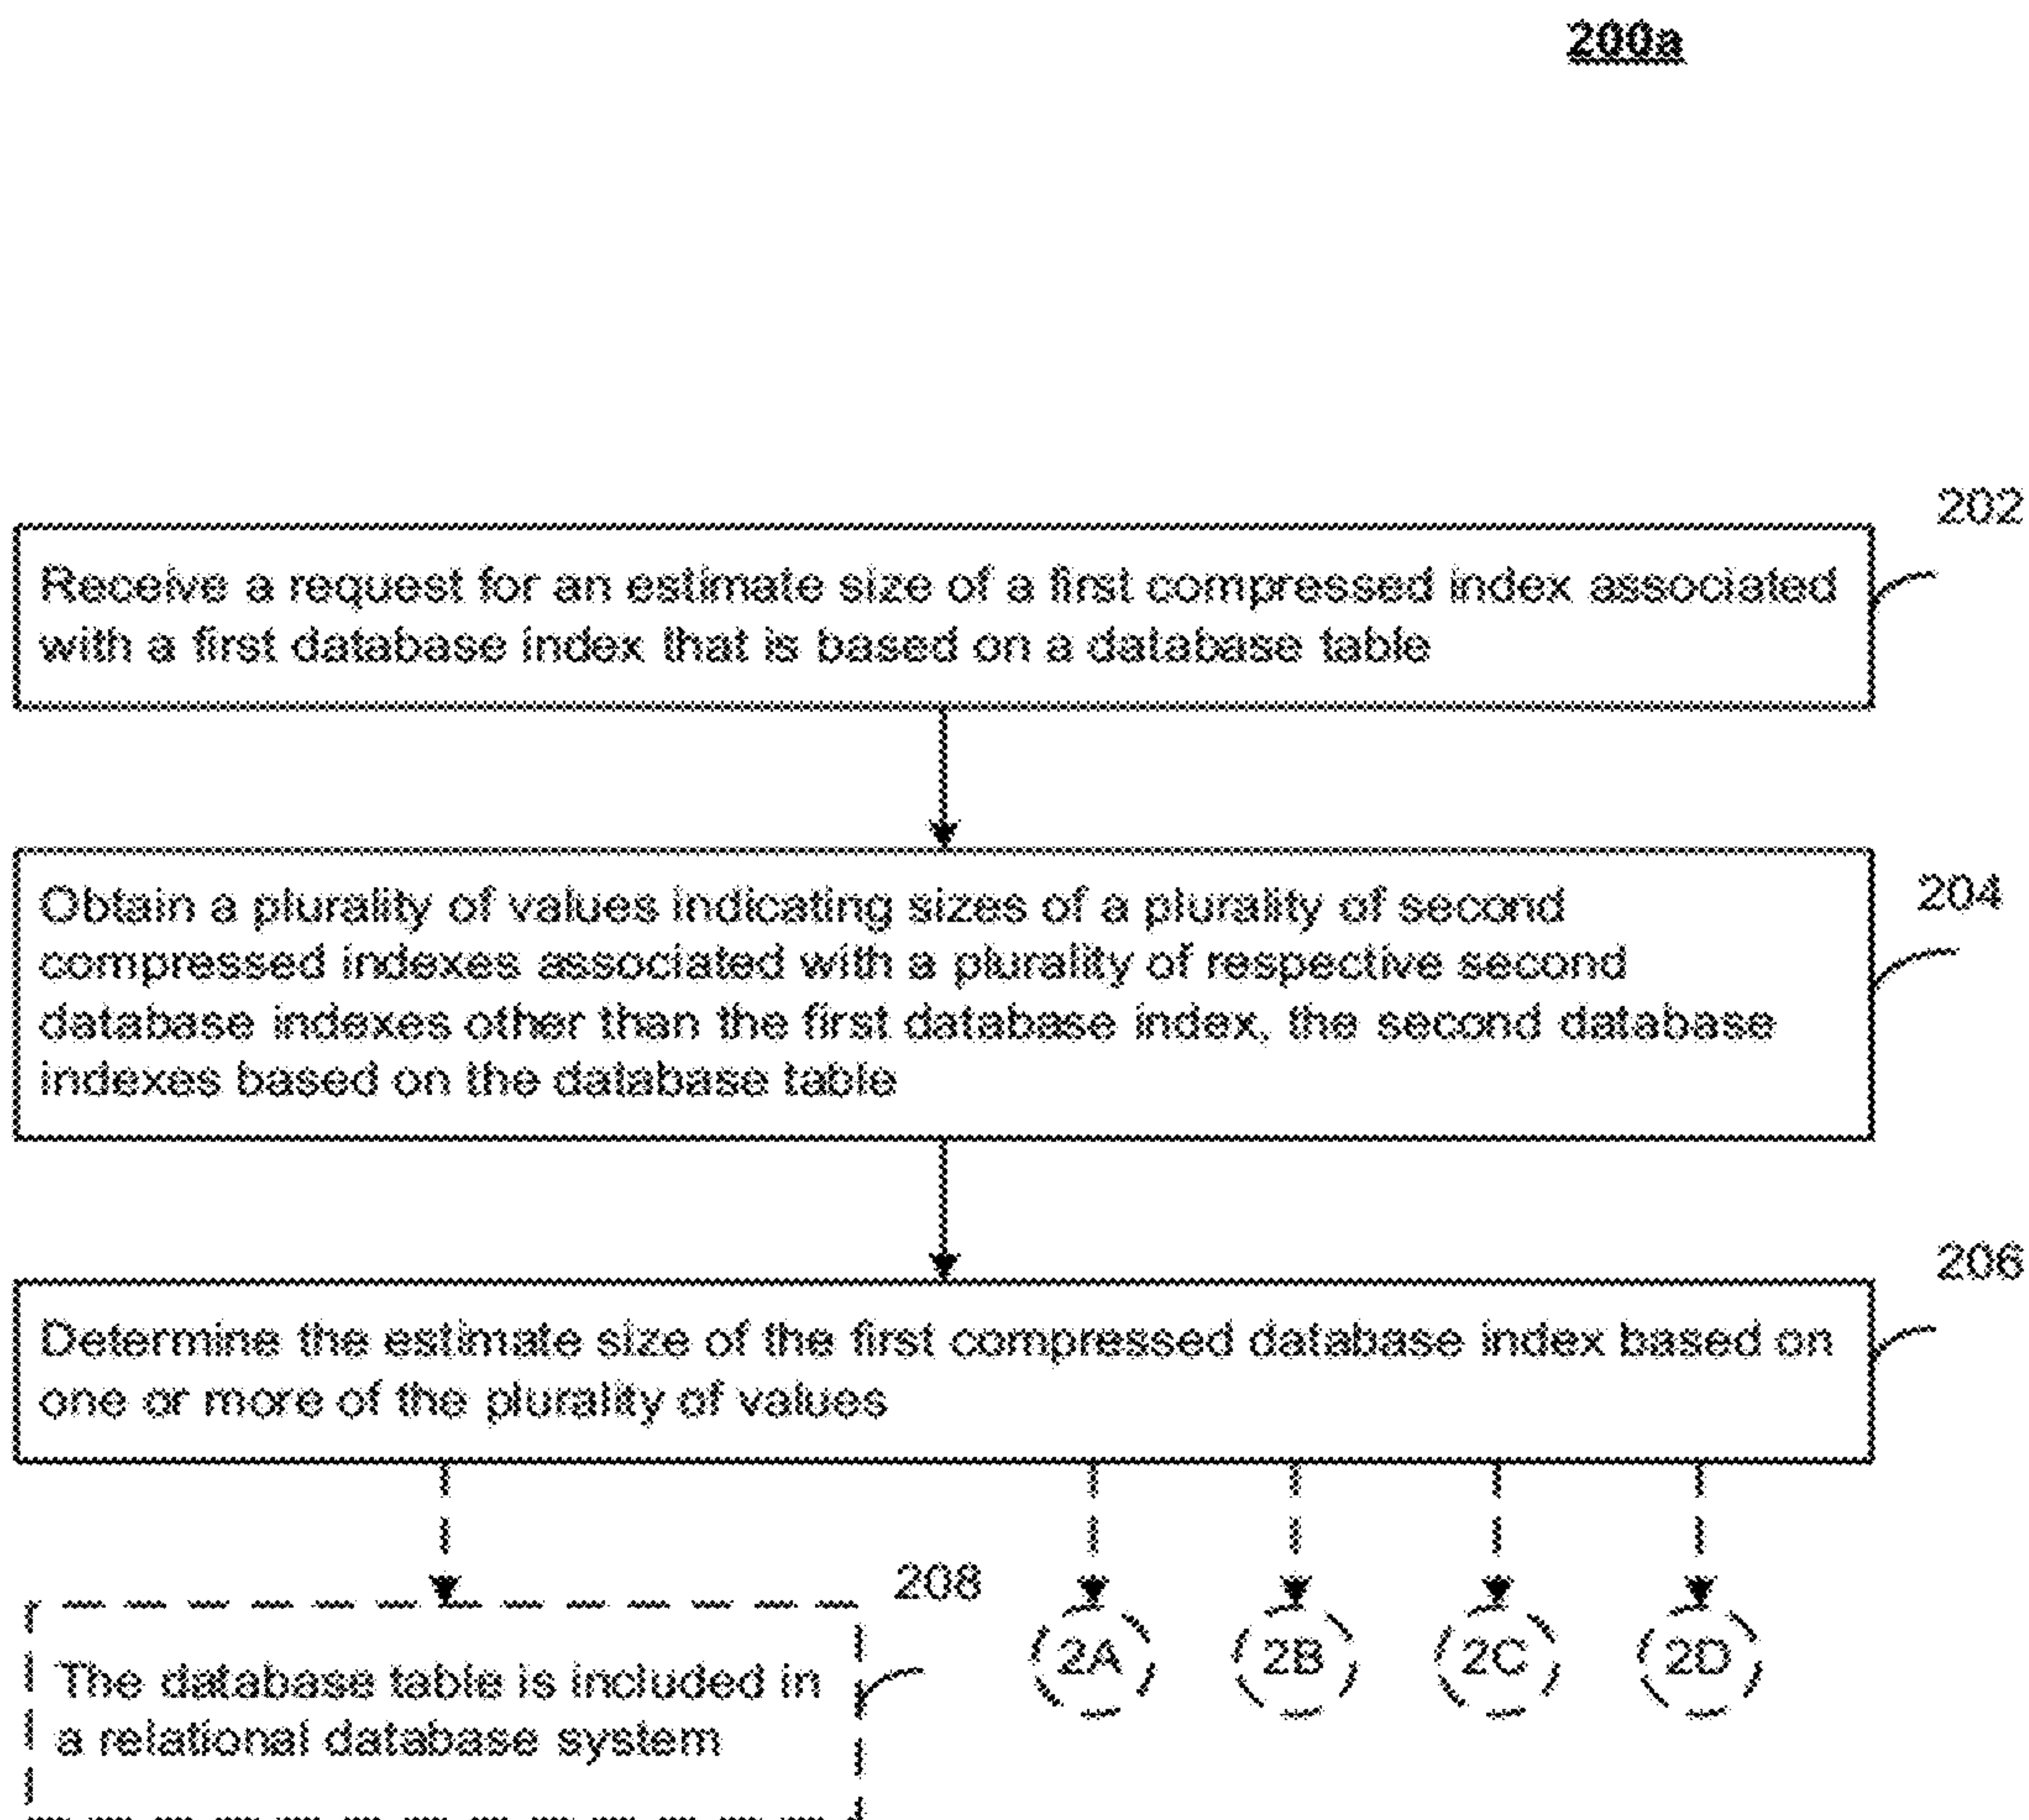 200a
202
Receive a request for an estimate size of a first compressed index associated
with a first database index that is based on a database table
204
Obtain a plurality of values indicating sizes of a plurality of second
compressed indexes associated with a plurality of respective second
database indexes other than the first database index, the second database
indexes based on the database table
206
Determine the estimate size of the first compressed database index based on
one or more of the plurality of values
208
The database table is included in
a relational database system
2A
2B
2C
2D